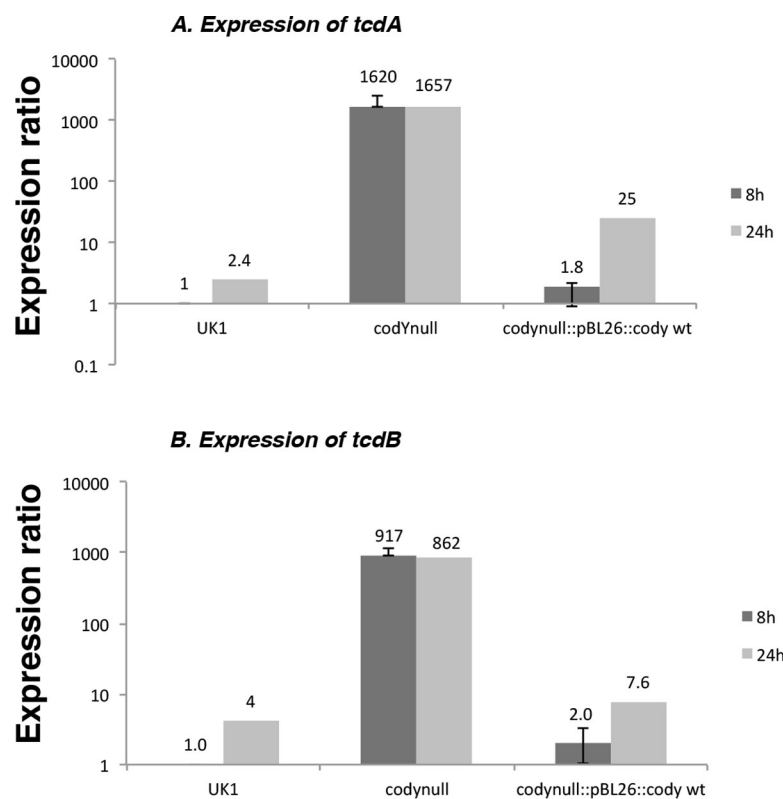 A. Expression of tcdA
Expression ratio
10000
1000
100
10
1
0.1
1620
1657
25
2.4
1.8
1
8h
24h
UK1
codYnull
codynull::pBL26::cody wt
B. Expression of tcdB
Expression ratio
10000
1000
100
10
1
917
862
4
7.6
1.0
2.0
8h
24h
UK1
codynull
codynull::pBL26::cody wt